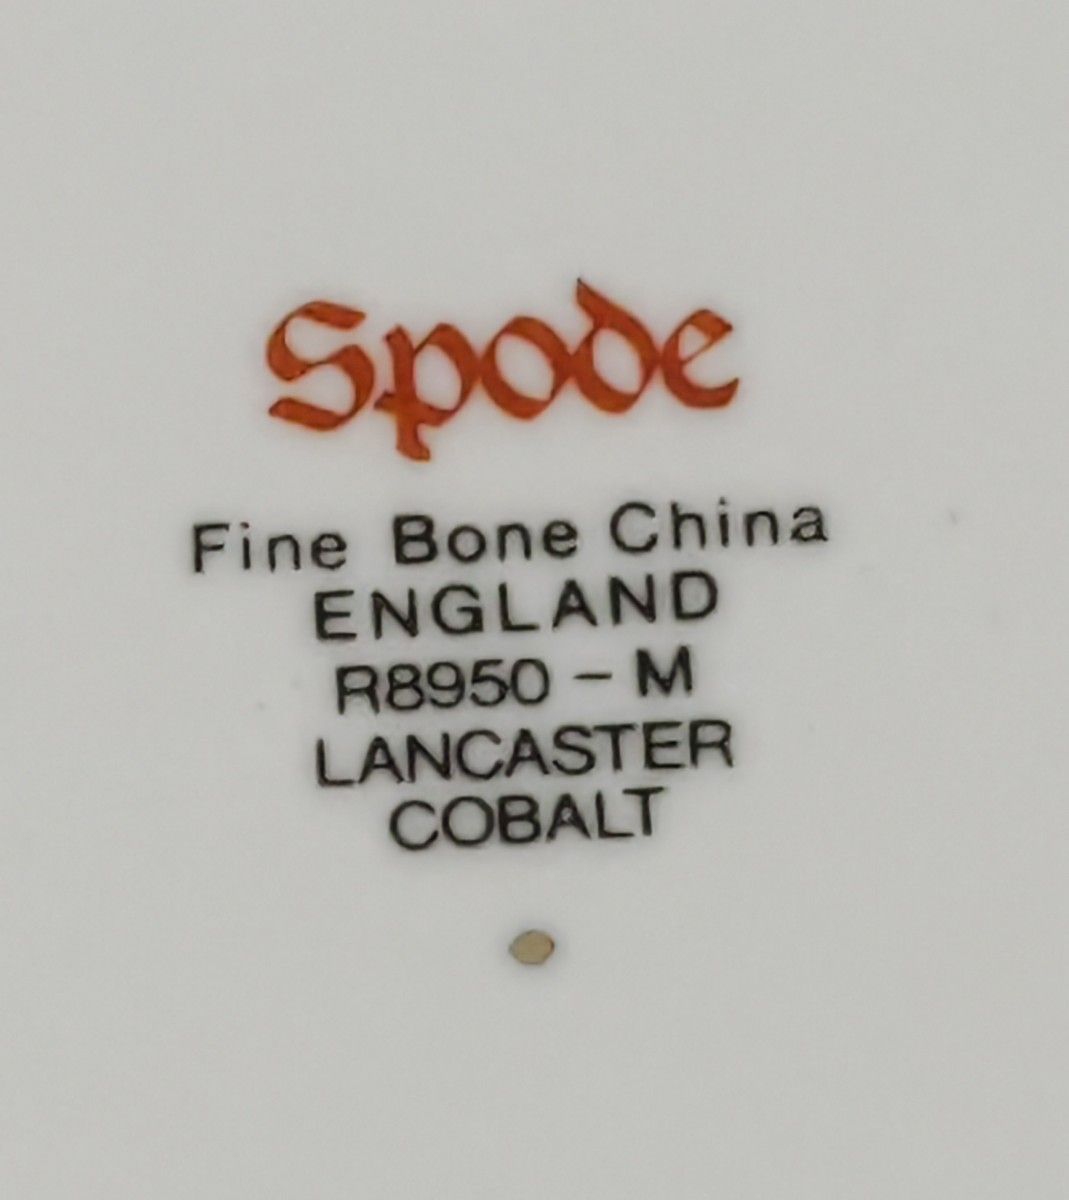 Spode
Fine Bone China
ENGLAND
R8950 - M
LANCASTER
COBALT